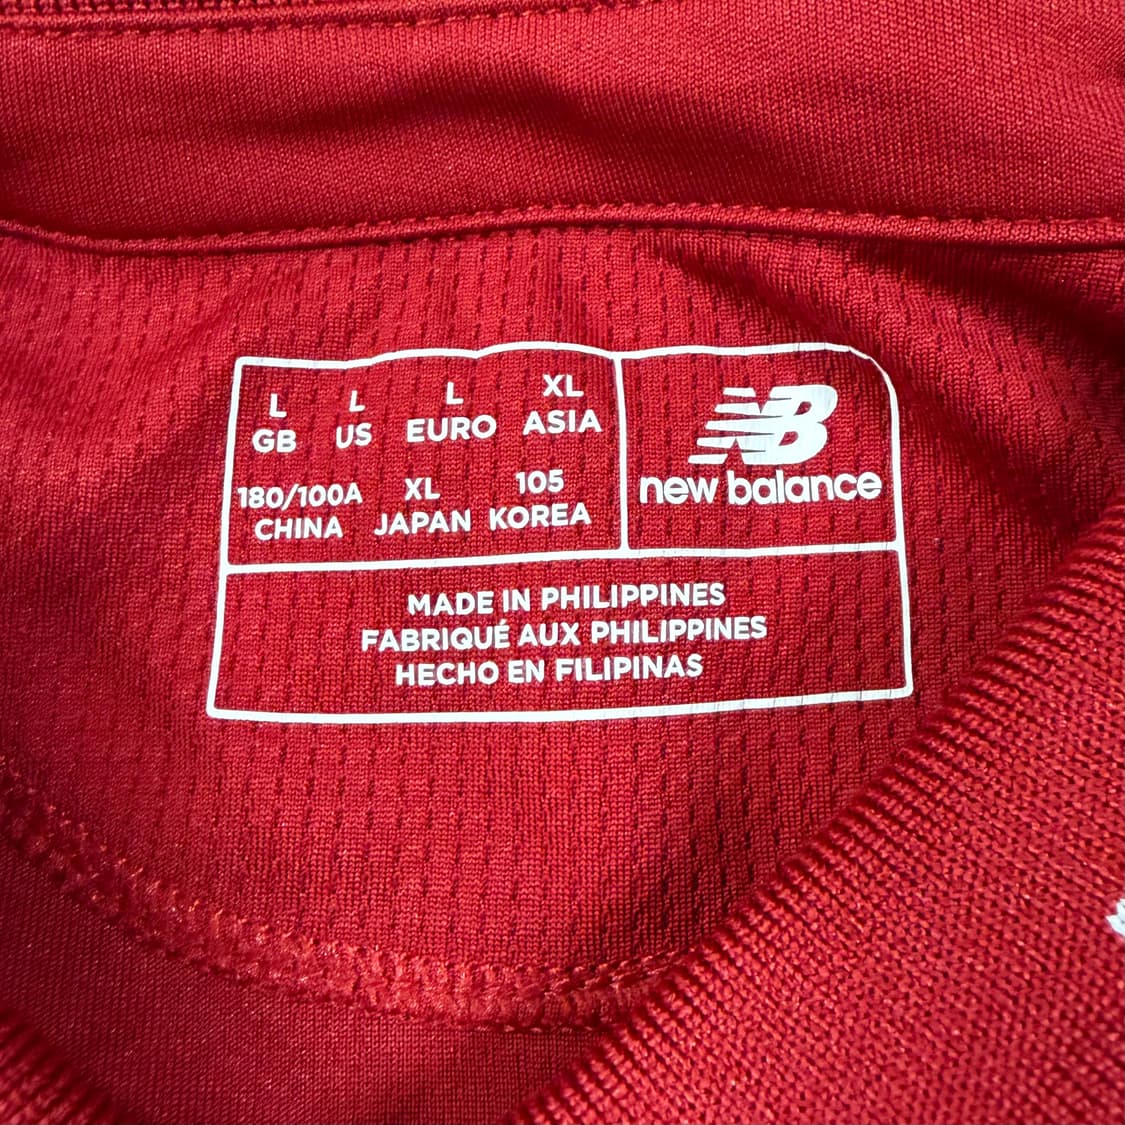 L L L XL
GB US EURO ASIA
180/100A XL 105
CHINA JAPAN KOREA
NB
new balance
MADE IN PHILIPPINES
FABRIQUÉ AUX PHILIPPINES
HECHO EN FILIPINAS